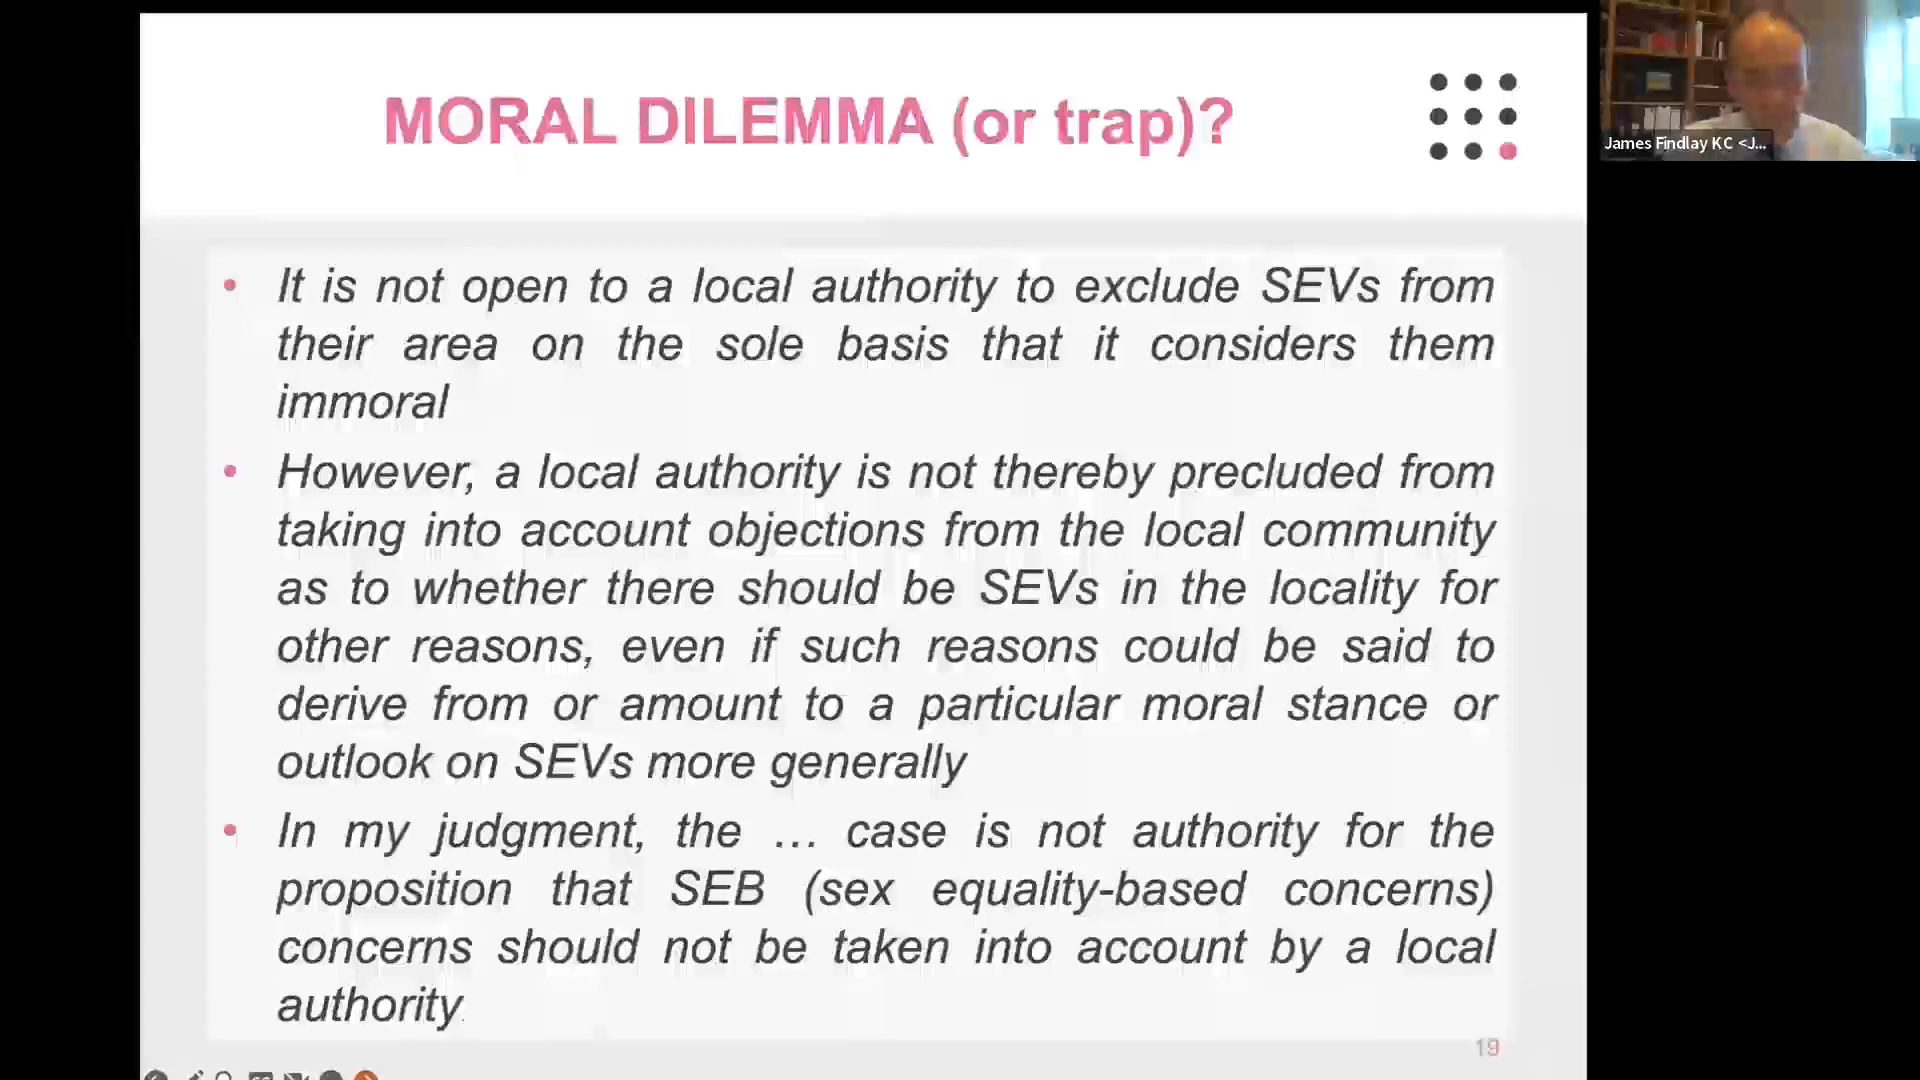 MORAL DILEMMA (or trap)?
James Findlay KC <J...
• It is not open to a local authority to exclude SEVs from
their area on the sole basis that it considers them
immoral
• However, a local authority is not thereby precluded from
taking into account objections from the local community
as to whether there should be SEVs in the locality for
other reasons, even if such reasons could be said to
derive from or amount to a particular moral stance or
outlook on SEVs more generally
• In my judgment, the … case is not authority for the
proposition that SEB (sex equality-based concerns)
concerns should not be taken into account by a local
authority.
19